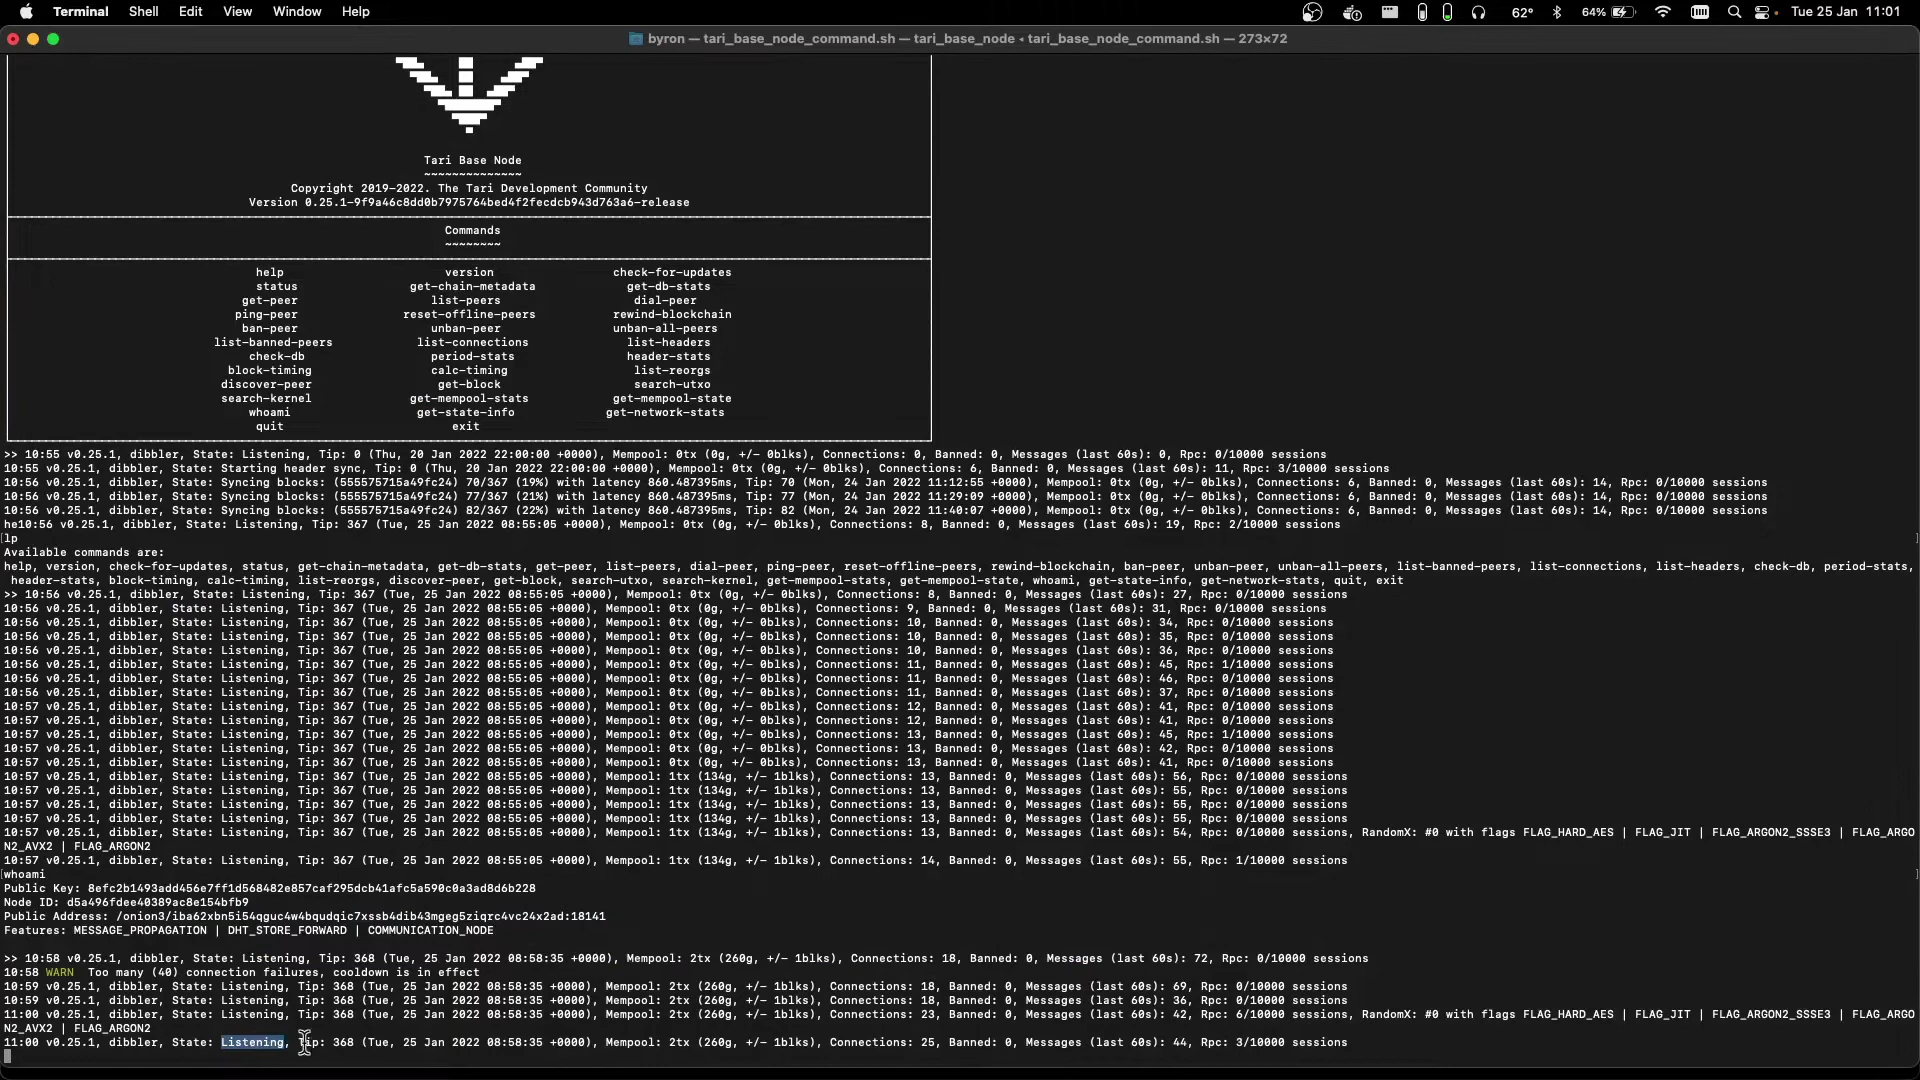 Terminal Shell Edit View Window Help 62° 64% Tue 25 Jan 11:01
byron — tari_base_node_command.sh — tari_base_node ◂ tari_base_node_command.sh — 273×72
Tari Base Node
~~~~~~~~~~~~~~
Copyright 2019-2022. The Tari Development Community
Version 0.25.1-9f9a46c8dd0b7975764bed4f2fecdcb943d763a6-release
Commands
~~~~~~~~
help version check-for-updates
status get-chain-metadata get-db-stats
get-peer list-peers dial-peer
ping-peer reset-offline-peers rewind-blockchain
ban-peer unban-peer unban-all-peers
list-banned-peers list-connections list-headers
check-db period-stats header-stats
block-timing calc-timing list-reorgs
discover-peer get-block search-utxo
search-kernel get-mempool-stats get-mempool-state
whoami get-state-info get-network-stats
quit exit
>> 10:55 v0.25.1, dibbler, State: Listening, Tip: 0 (Thu, 20 Jan 2022 22:00:00 +0000), Mempool: 0tx (0g, +/- 0blks), Connections: 0, Banned: 0, Messages (last 60s): 0, Rpc: 0/10000 sessions
10:55 v0.25.1, dibbler, State: Starting header sync, Tip: 0 (Thu, 20 Jan 2022 22:00:00 +0000), Mempool: 0tx (0g, +/- 0blks), Connections: 6, Banned: 0, Messages (last 60s): 11, Rpc: 3/10000 sessions
10:56 v0.25.1, dibbler, State: Syncing blocks: (555575715a49fc24) 70/367 (19%) with latency 860.487395ms, Tip: 70 (Mon, 24 Jan 2022 11:12:55 +0000), Mempool: 0tx (0g, +/- 0blks), Connections: 6, Banned: 0, Messages (last 60s): 14, Rpc: 0/10000 sessions
10:56 v0.25.1, dibbler, State: Syncing blocks: (555575715a49fc24) 77/367 (21%) with latency 860.487395ms, Tip: 77 (Mon, 24 Jan 2022 11:29:09 +0000), Mempool: 0tx (0g, +/- 0blks), Connections: 6, Banned: 0, Messages (last 60s): 14, Rpc: 0/10000 sessions
10:56 v0.25.1, dibbler, State: Syncing blocks: (555575715a49fc24) 82/367 (22%) with latency 860.487395ms, Tip: 82 (Mon, 24 Jan 2022 11:40:07 +0000), Mempool: 0tx (0g, +/- 0blks), Connections: 6, Banned: 0, Messages (last 60s): 14, Rpc: 0/10000 sessions
he10:56 v0.25.1, dibbler, State: Listening, Tip: 367 (Tue, 25 Jan 2022 08:55:05 +0000), Mempool: 0tx (0g, +/- 0blks), Connections: 8, Banned: 0, Messages (last 60s): 19, Rpc: 2/10000 sessions
[lp ]
Available commands are:
help, version, check-for-updates, status, get-chain-metadata, get-db-stats, get-peer, list-peers, dial-peer, ping-peer, reset-offline-peers, rewind-blockchain, ban-peer, unban-peer, unban-all-peers, list-banned-peers, list-connections, list-headers, check-db, period-stats,
header-stats, block-timing, calc-timing, list-reorgs, discover-peer, get-block, search-utxo, search-kernel, get-mempool-stats, get-mempool-state, whoami, get-state-info, get-network-stats, quit, exit
>> 10:56 v0.25.1, dibbler, State: Listening, Tip: 367 (Tue, 25 Jan 2022 08:55:05 +0000), Mempool: 0tx (0g, +/- 0blks), Connections: 8, Banned: 0, Messages (last 60s): 27, Rpc: 0/10000 sessions
10:56 v0.25.1, dibbler, State: Listening, Tip: 367 (Tue, 25 Jan 2022 08:55:05 +0000), Mempool: 0tx (0g, +/- 0blks), Connections: 9, Banned: 0, Messages (last 60s): 31, Rpc: 0/10000 sessions
10:56 v0.25.1, dibbler, State: Listening, Tip: 367 (Tue, 25 Jan 2022 08:55:05 +0000), Mempool: 0tx (0g, +/- 0blks), Connections: 10, Banned: 0, Messages (last 60s): 34, Rpc: 0/10000 sessions
10:56 v0.25.1, dibbler, State: Listening, Tip: 367 (Tue, 25 Jan 2022 08:55:05 +0000), Mempool: 0tx (0g, +/- 0blks), Connections: 10, Banned: 0, Messages (last 60s): 35, Rpc: 0/10000 sessions
10:56 v0.25.1, dibbler, State: Listening, Tip: 367 (Tue, 25 Jan 2022 08:55:05 +0000), Mempool: 0tx (0g, +/- 0blks), Connections: 10, Banned: 0, Messages (last 60s): 36, Rpc: 0/10000 sessions
10:56 v0.25.1, dibbler, State: Listening, Tip: 367 (Tue, 25 Jan 2022 08:55:05 +0000), Mempool: 0tx (0g, +/- 0blks), Connections: 11, Banned: 0, Messages (last 60s): 45, Rpc: 1/10000 sessions
10:56 v0.25.1, dibbler, State: Listening, Tip: 367 (Tue, 25 Jan 2022 08:55:05 +0000), Mempool: 0tx (0g, +/- 0blks), Connections: 11, Banned: 0, Messages (last 60s): 46, Rpc: 0/10000 sessions
10:56 v0.25.1, dibbler, State: Listening, Tip: 367 (Tue, 25 Jan 2022 08:55:05 +0000), Mempool: 0tx (0g, +/- 0blks), Connections: 11, Banned: 0, Messages (last 60s): 37, Rpc: 0/10000 sessions
10:57 v0.25.1, dibbler, State: Listening, Tip: 367 (Tue, 25 Jan 2022 08:55:05 +0000), Mempool: 0tx (0g, +/- 0blks), Connections: 12, Banned: 0, Messages (last 60s): 41, Rpc: 0/10000 sessions
10:57 v0.25.1, dibbler, State: Listening, Tip: 367 (Tue, 25 Jan 2022 08:55:05 +0000), Mempool: 0tx (0g, +/- 0blks), Connections: 12, Banned: 0, Messages (last 60s): 41, Rpc: 0/10000 sessions
10:57 v0.25.1, dibbler, State: Listening, Tip: 367 (Tue, 25 Jan 2022 08:55:05 +0000), Mempool: 0tx (0g, +/- 0blks), Connections: 13, Banned: 0, Messages (last 60s): 45, Rpc: 1/10000 sessions
10:57 v0.25.1, dibbler, State: Listening, Tip: 367 (Tue, 25 Jan 2022 08:55:05 +0000), Mempool: 0tx (0g, +/- 0blks), Connections: 13, Banned: 0, Messages (last 60s): 42, Rpc: 0/10000 sessions
10:57 v0.25.1, dibbler, State: Listening, Tip: 367 (Tue, 25 Jan 2022 08:55:05 +0000), Mempool: 0tx (0g, +/- 0blks), Connections: 13, Banned: 0, Messages (last 60s): 41, Rpc: 0/10000 sessions
10:57 v0.25.1, dibbler, State: Listening, Tip: 367 (Tue, 25 Jan 2022 08:55:05 +0000), Mempool: 1tx (134g, +/- 1blks), Connections: 13, Banned: 0, Messages (last 60s): 56, Rpc: 0/10000 sessions
10:57 v0.25.1, dibbler, State: Listening, Tip: 367 (Tue, 25 Jan 2022 08:55:05 +0000), Mempool: 1tx (134g, +/- 1blks), Connections: 13, Banned: 0, Messages (last 60s): 55, Rpc: 0/10000 sessions
10:57 v0.25.1, dibbler, State: Listening, Tip: 367 (Tue, 25 Jan 2022 08:55:05 +0000), Mempool: 1tx (134g, +/- 1blks), Connections: 13, Banned: 0, Messages (last 60s): 55, Rpc: 0/10000 sessions
10:57 v0.25.1, dibbler, State: Listening, Tip: 367 (Tue, 25 Jan 2022 08:55:05 +0000), Mempool: 1tx (134g, +/- 1blks), Connections: 13, Banned: 0, Messages (last 60s): 55, Rpc: 0/10000 sessions
10:57 v0.25.1, dibbler, State: Listening, Tip: 367 (Tue, 25 Jan 2022 08:55:05 +0000), Mempool: 1tx (134g, +/- 1blks), Connections: 13, Banned: 0, Messages (last 60s): 54, Rpc: 0/10000 sessions, RandomX: #0 with flags FLAG_HARD_AES | FLAG_JIT | FLAG_ARGON2_SSSE3 | FLAG_ARGO
N2_AVX2 | FLAG_ARGON2
10:57 v0.25.1, dibbler, State: Listening, Tip: 367 (Tue, 25 Jan 2022 08:55:05 +0000), Mempool: 1tx (134g, +/- 1blks), Connections: 14, Banned: 0, Messages (last 60s): 55, Rpc: 1/10000 sessions
[whoami ]
Public Key: 8efc2b1493add456e7ff1d568482e857caf295dcb41afc5a590c0a3ad8d6b228
Node ID: d5a496fdee40389ac8e154bfb9
Public Address: /onion3/iba62xbn5i54qguc4w4bqudqic7xssb4dib43mgeg5ziqrc4vc24x2ad:18141
Features: MESSAGE_PROPAGATION | DHT_STORE_FORWARD | COMMUNICATION_NODE
>> 10:58 v0.25.1, dibbler, State: Listening, Tip: 368 (Tue, 25 Jan 2022 08:58:35 +0000), Mempool: 2tx (260g, +/- 1blks), Connections: 18, Banned: 0, Messages (last 60s): 72, Rpc: 0/10000 sessions
10:58 WARN Too many (40) connection failures, cooldown is in effect
10:59 v0.25.1, dibbler, State: Listening, Tip: 368 (Tue, 25 Jan 2022 08:58:35 +0000), Mempool: 2tx (260g, +/- 1blks), Connections: 18, Banned: 0, Messages (last 60s): 69, Rpc: 0/10000 sessions
10:59 v0.25.1, dibbler, State: Listening, Tip: 368 (Tue, 25 Jan 2022 08:58:35 +0000), Mempool: 2tx (260g, +/- 1blks), Connections: 18, Banned: 0, Messages (last 60s): 36, Rpc: 0/10000 sessions
11:00 v0.25.1, dibbler, State: Listening, Tip: 368 (Tue, 25 Jan 2022 08:58:35 +0000), Mempool: 2tx (260g, +/- 1blks), Connections: 23, Banned: 0, Messages (last 60s): 42, Rpc: 6/10000 sessions, RandomX: #0 with flags FLAG_HARD_AES | FLAG_JIT | FLAG_ARGON2_SSSE3 | FLAG_ARGO
N2_AVX2 | FLAG_ARGON2
11:00 v0.25.1, dibbler, State: Listening, Tip: 368 (Tue, 25 Jan 2022 08:58:35 +0000), Mempool: 2tx (260g, +/- 1blks), Connections: 25, Banned: 0, Messages (last 60s): 44, Rpc: 3/10000 sessions